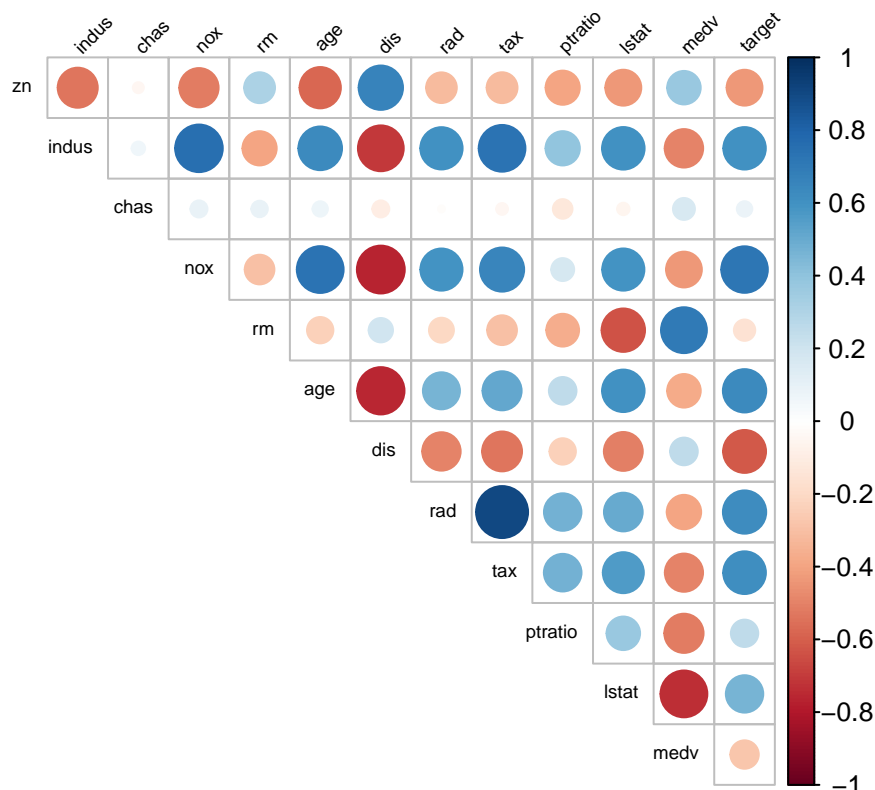 indus chas nox rm age dis rad tax ptratio lstat medv target
zn
indus
chas
nox
rm
age
dis
rad
tax
ptratio
lstat
medv
1
0.8
0.6
0.4
0.2
0
−0.2
−0.4
−0.6
−0.8
−1